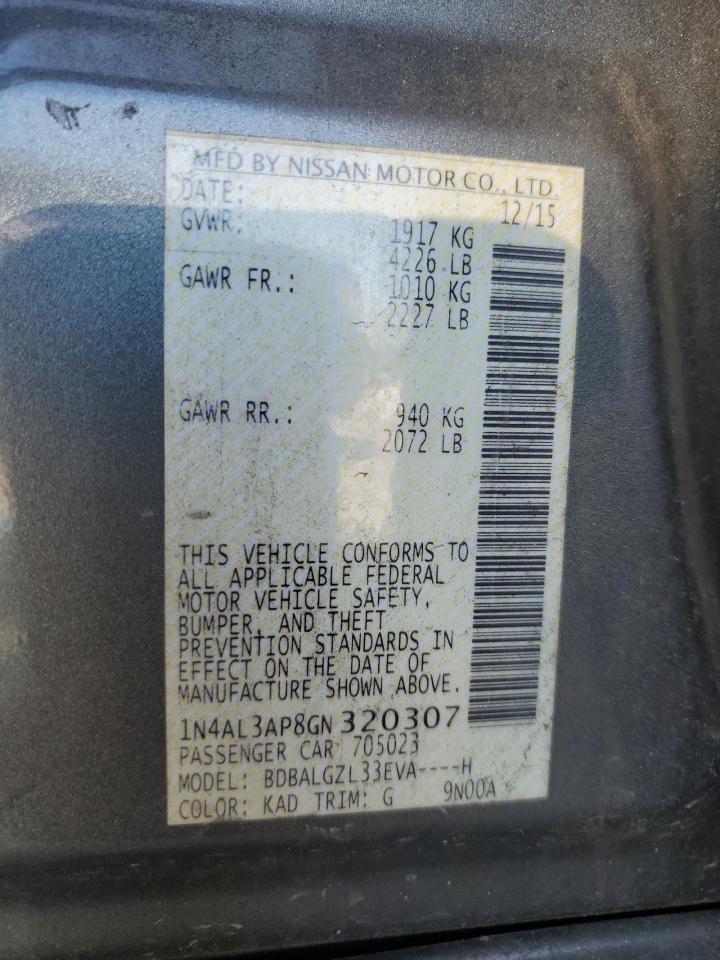 MFD BY NISSAN MOTOR CO., LTD.
DATE: 12/15
GVWR: 1917 KG
4226 LB
GAWR FR.: 1010 KG
2227 LB
GAWR RR.: 940 KG
2072 LB
THIS VEHICLE CONFORMS TO
ALL APPLICABLE FEDERAL
MOTOR VEHICLE SAFETY,
BUMPER, AND THEFT
PREVENTION STANDARDS IN
EFFECT ON THE DATE OF
MANUFACTURE SHOWN ABOVE.
1N4AL3AP8GN 320307
PASSENGER CAR 705023
MODEL: BDBALGZL33EVA----H
COLOR: KAD TRIM: G 9N00A